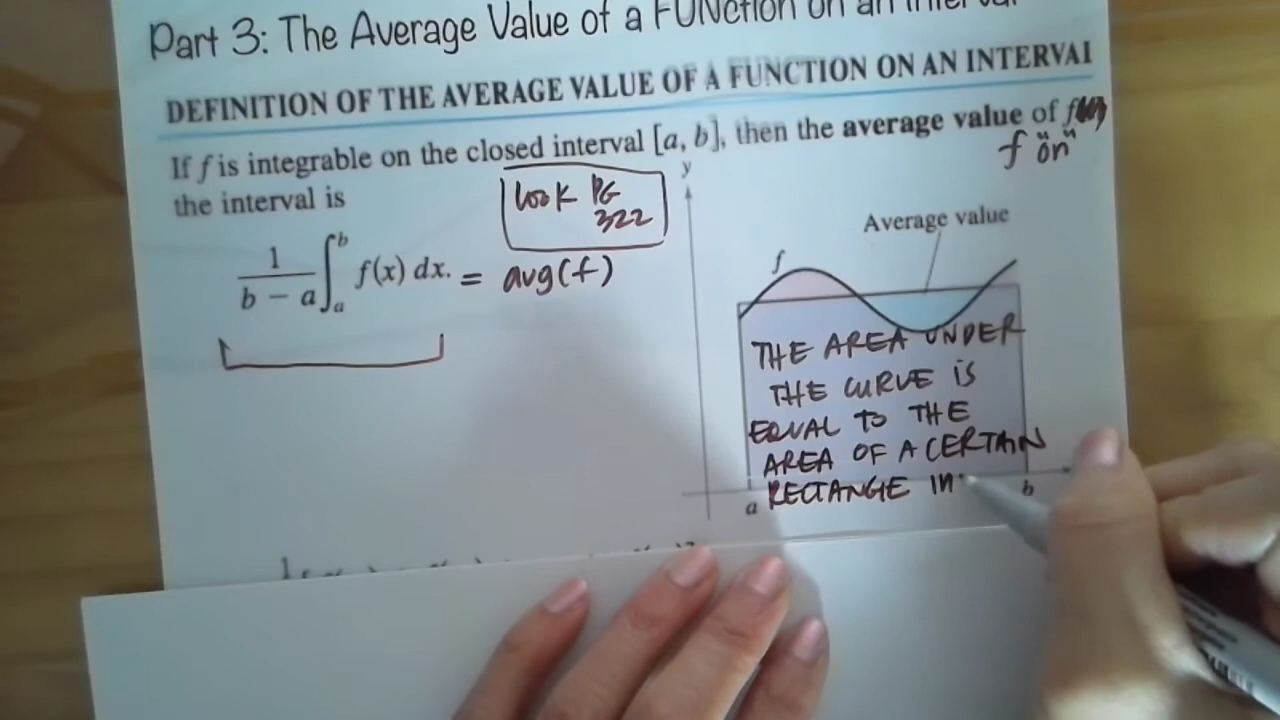 Part 3: The Average Value of a FUNction on an Interval
DEFINITION OF THE AVERAGE VALUE OF A FUNCTION ON AN INTERVAL
If f is integrable on the closed interval [a, b], then the average value of f
f "on"
the interval is
look PG
322
1/(b − a) ∫_a^b f(x) dx. = avg(f)
y
Average value
f
THE AREA UNDER
THE CURVE IS
EQUAL TO THE
AREA OF A CERTAIN
RECTANGE IN
a
b